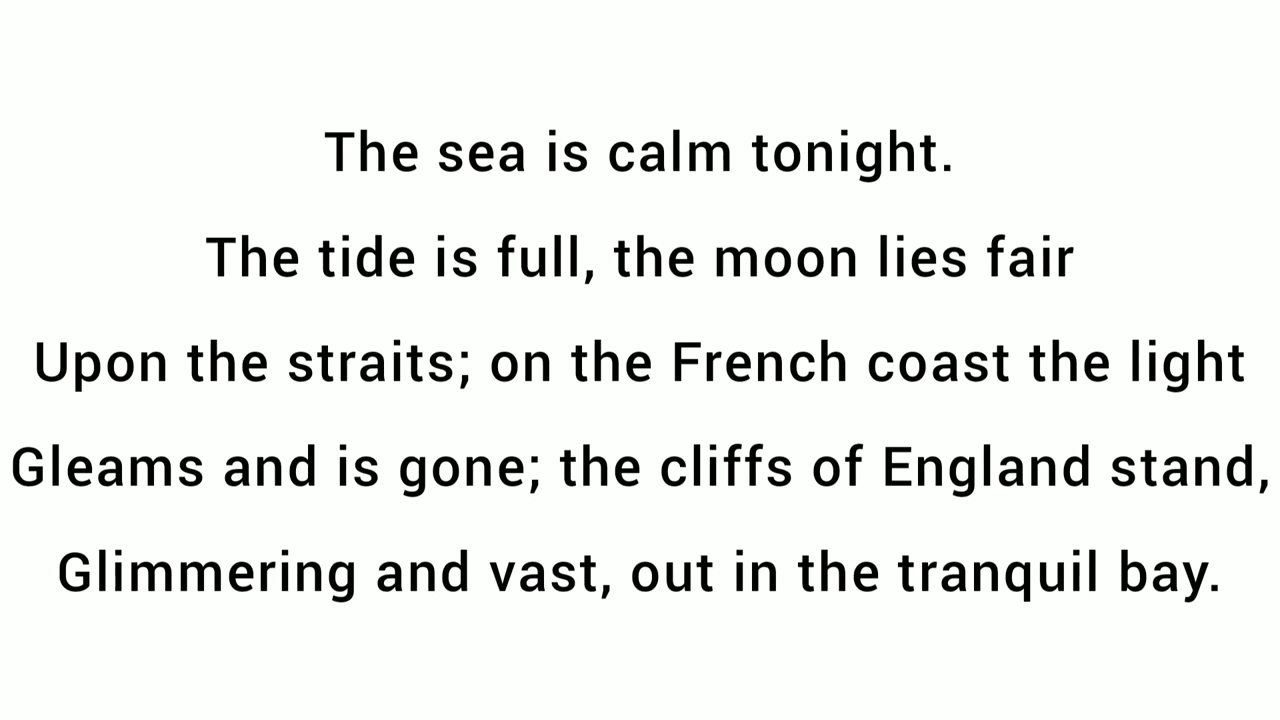 The sea is calm tonight.
The tide is full, the moon lies fair
Upon the straits; on the French coast the light
Gleams and is gone; the cliffs of England stand,
Glimmering and vast, out in the tranquil bay.